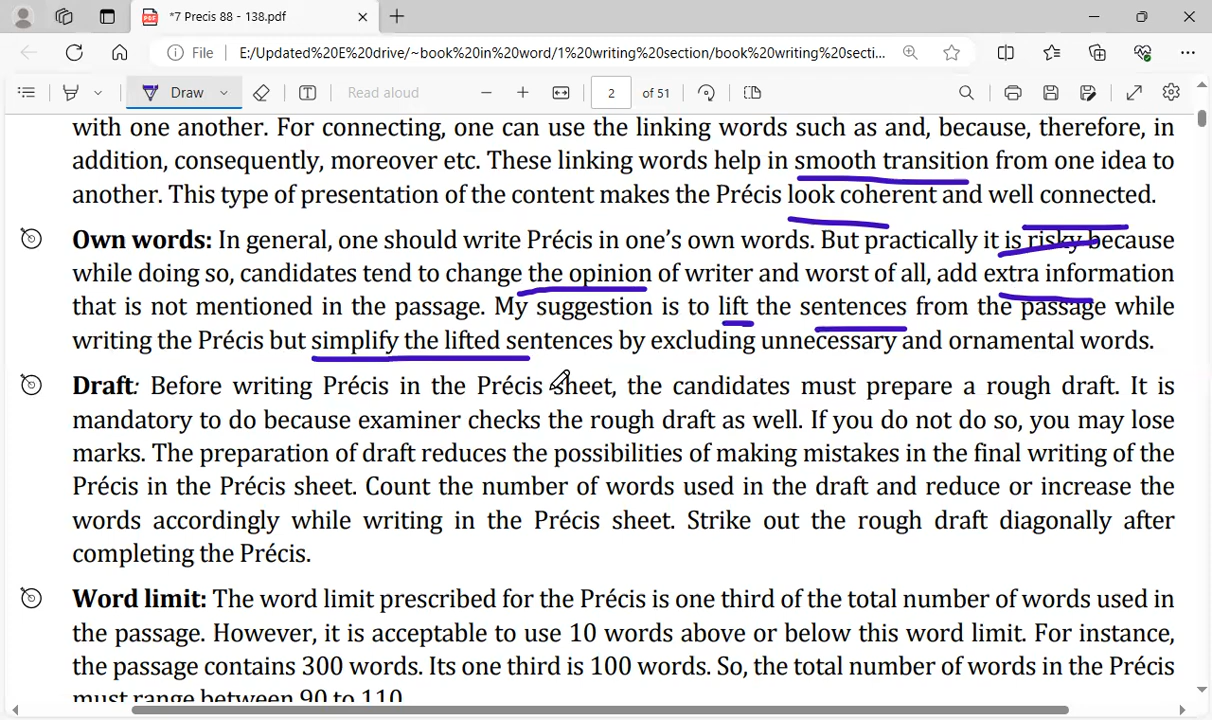 *7 Precis 88 - 138.pdf
File E:/Updated%20E%20drive/~book%20in%20word/1%20writing%20section/book%20writing%20secti...
Draw Read aloud 2 of 51
with one another. For connecting, one can use the linking words such as and, because, therefore, in
addition, consequently, moreover etc. These linking words help in smooth transition from one idea to
another. This type of presentation of the content makes the Précis look coherent and well connected.
Own words: In general, one should write Précis in one's own words. But practically it is risky because
while doing so, candidates tend to change the opinion of writer and worst of all, add extra information
that is not mentioned in the passage. My suggestion is to lift the sentences from the passage while
writing the Précis but simplify the lifted sentences by excluding unnecessary and ornamental words.
Draft: Before writing Précis in the Précis sheet, the candidates must prepare a rough draft. It is
mandatory to do because examiner checks the rough draft as well. If you do not do so, you may lose
marks. The preparation of draft reduces the possibilities of making mistakes in the final writing of the
Précis in the Précis sheet. Count the number of words used in the draft and reduce or increase the
words accordingly while writing in the Précis sheet. Strike out the rough draft diagonally after
completing the Précis.
Word limit: The word limit prescribed for the Précis is one third of the total number of words used in
the passage. However, it is acceptable to use 10 words above or below this word limit. For instance,
the passage contains 300 words. Its one third is 100 words. So, the total number of words in the Précis
must range between 90 to 110.